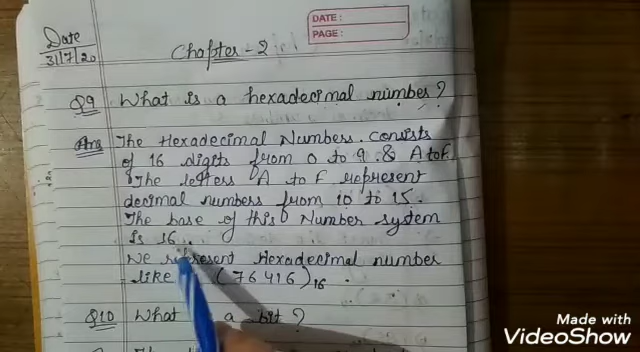 DATE :
PAGE :
Date
31/7/20
Chapter - 2
Q9 What is a hexadecimal number?
Ans The Hexadecimal Numbers. consists
of 16 digits from 0 to 9 & A to F.
The letters A to F represent
decimal numbers from 10 to 15.
The base of this Number system
is 16.
We represent Hexadecimal number
like (76416)16 .
Q10 What is a bit?
Made with
VideoShow